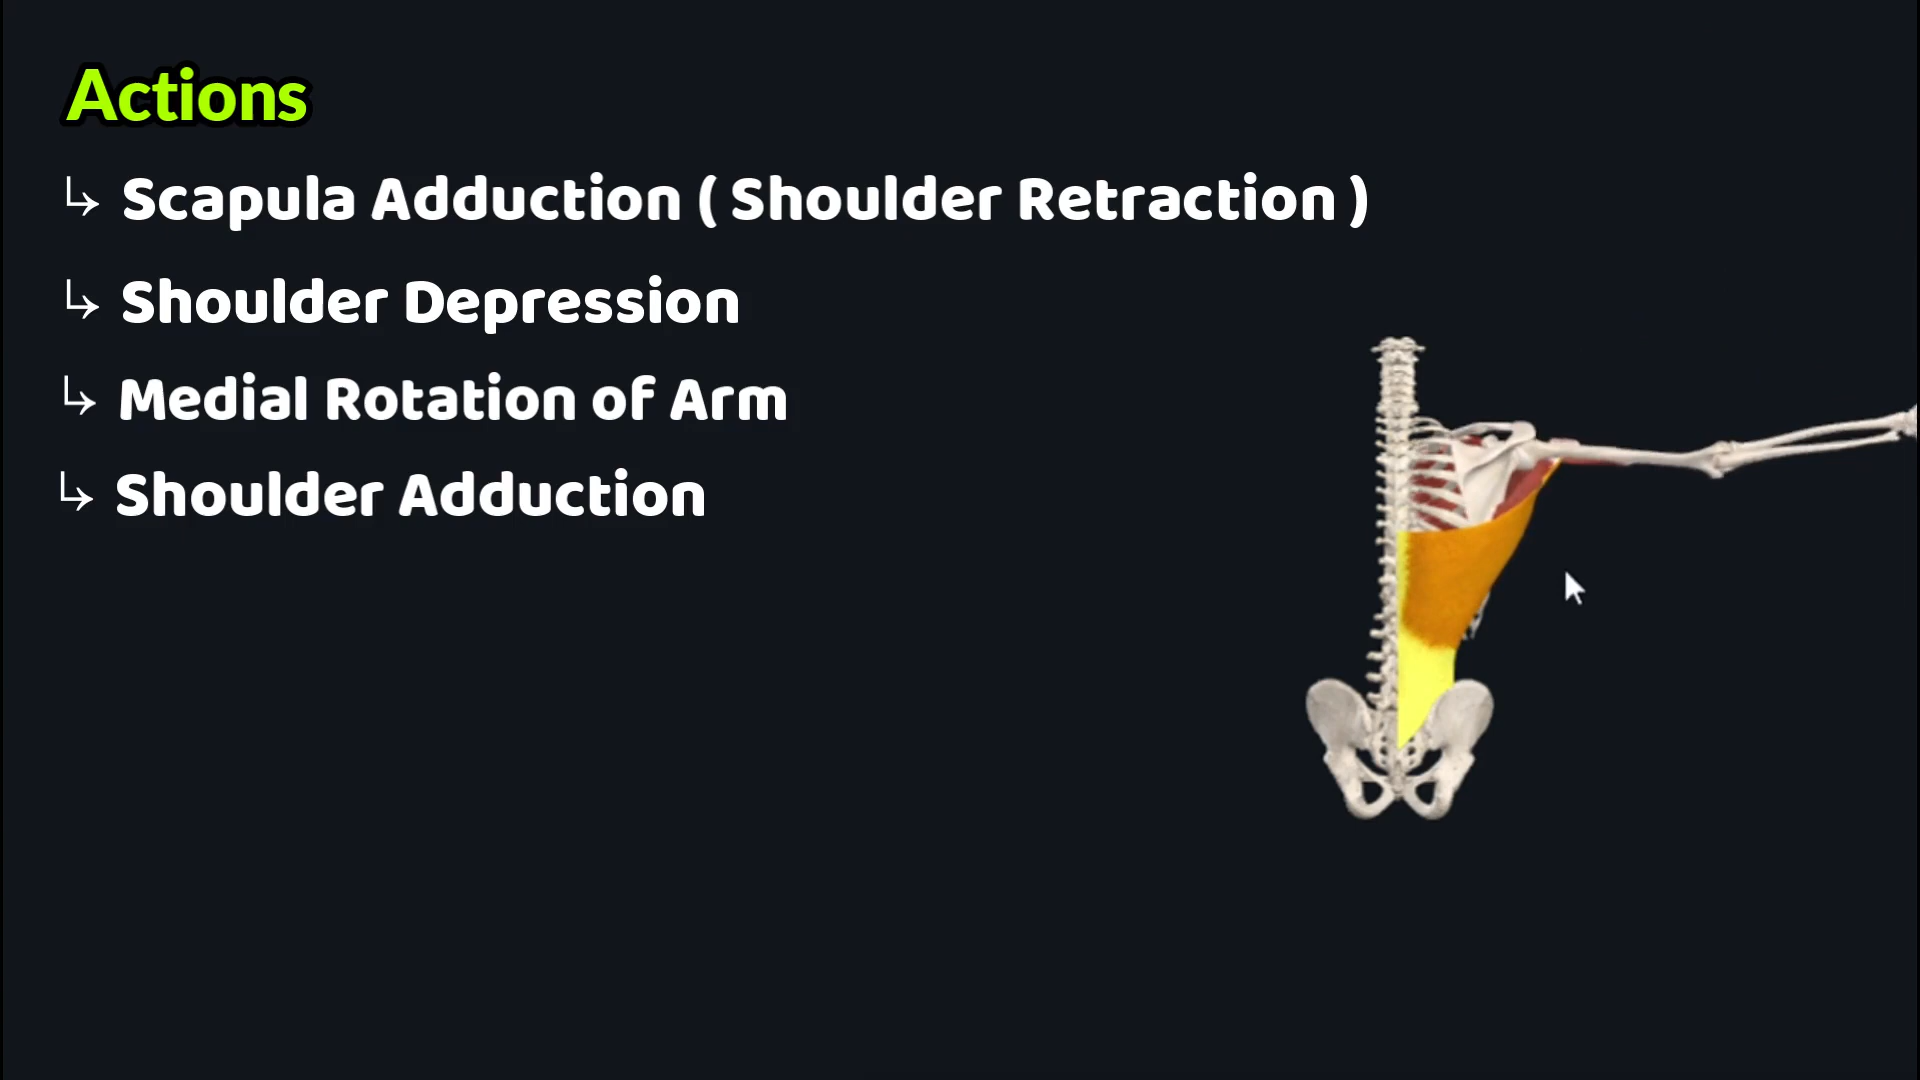 Actions
↳ Scapula Adduction ( Shoulder Retraction )
↳ Shoulder Depression
↳ Medial Rotation of Arm
↳ Shoulder Adduction